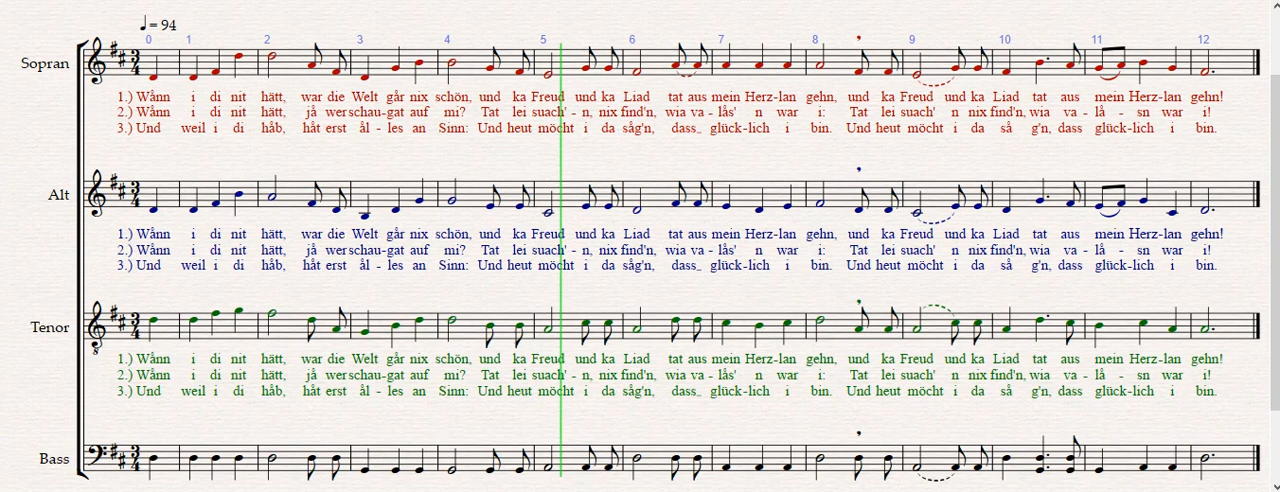 ♩= 94
0 1 2 3 4 5 6 7 8 9 10 11 12
Sopran
1.) Wånn i di nit hätt, war die Welt går nix schön, und ka Freud und ka Liad tat aus mein Herz-lan gehn, und ka Freud und ka Liad tat aus mein Herz-lan gehn!
2.) Wånn i di nit hätt, jå wer schau-gat auf mi? Tat lei suach' - n, nix find'n, wia va - lås' n war i: Tat lei suach' n nix find'n, wia va - lå - sn war i!
3.) Und weil i di håb, håt erst ål - les an Sinn: Und heut möcht i da såg'n, dass_ glück-lich i bin. Und heut möcht i da så g'n, dass glück-lich i bin.
Alt
1.) Wånn i di nit hätt, war die Welt går nix schön, und ka Freud und ka Liad tat aus mein Herz-lan gehn, und ka Freud und ka Liad tat aus mein Herz-lan gehn!
2.) Wånn i di nit hätt, jå wer schau-gat auf mi? Tat lei suach' - n, nix find'n, wia va - lås' n war i: Tat lei suach' n nix find'n, wia va - lå - sn war i!
3.) Und weil i di håb, håt erst ål - les an Sinn: Und heut möcht i da såg'n, dass_ glück-lich i bin. Und heut möcht i da så g'n, dass glück-lich i bin.
Tenor
8
1.) Wånn i di nit hätt, war die Welt går nix schön, und ka Freud und ka Liad tat aus mein Herz-lan gehn, und ka Freud und ka Liad tat aus mein Herz-lan gehn!
2.) Wånn i di nit hätt, jå wer schau-gat auf mi? Tat lei suach' - n, nix find'n, wia va - lås' n war i: Tat lei suach' n nix find'n, wia va - lå - sn war i!
3.) Und weil i di håb, håt erst ål - les an Sinn: Und heut möcht i da såg'n, dass_ glück-lich i bin. Und heut möcht i da så g'n, dass glück-lich i bin.
Bass